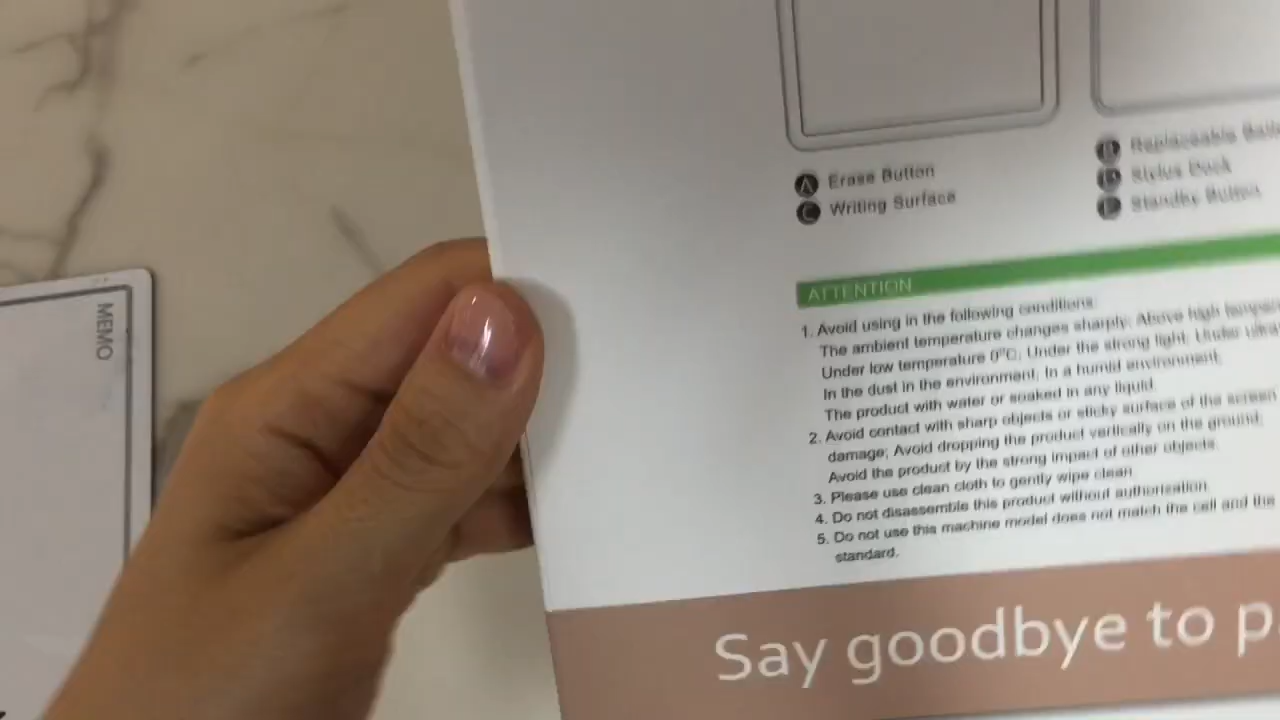 MEMO
A Erase Button
C Writing Surface
B Replaceable
D Stylus Dock
Standby Button
ATTENTION
1. Avoid using in the following conditions:
The ambient temperature changes sharply; Above high
Under low temperature 0°C; Under the strong light; Under
In the dust in the environment; In a humid environment;
The product with water or soaked in any liquid.
2. Avoid contact with sharp objects or sticky surface of the screen
damage; Avoid dropping the product vertically on the ground;
Avoid the product by the strong impact of other objects.
3. Please use clean cloth to gently wipe clean.
4. Do not disassemble this product without authorisation.
5. Do not use this machine model does not match the cell and the
standard.
Say goodbye to